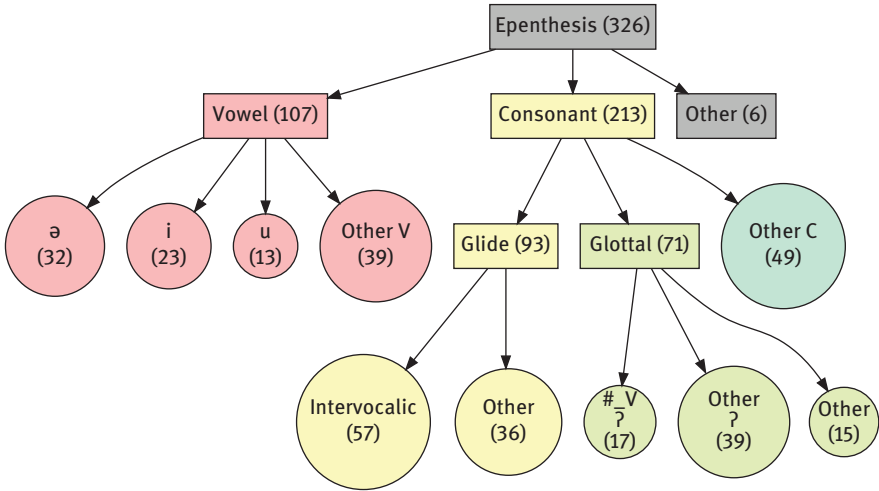 Epenthesis (326)
Vowel (107)
Consonant (213)
Other (6)
ə
(32)
i
(23)
u
(13)
Other V
(39)
Glide (93)
Glottal (71)
Other C
(49)
Intervocalic
(57)
Other
(36)
#_V
ʔ
(17)
Other
ʔ
(39)
Other
(15)